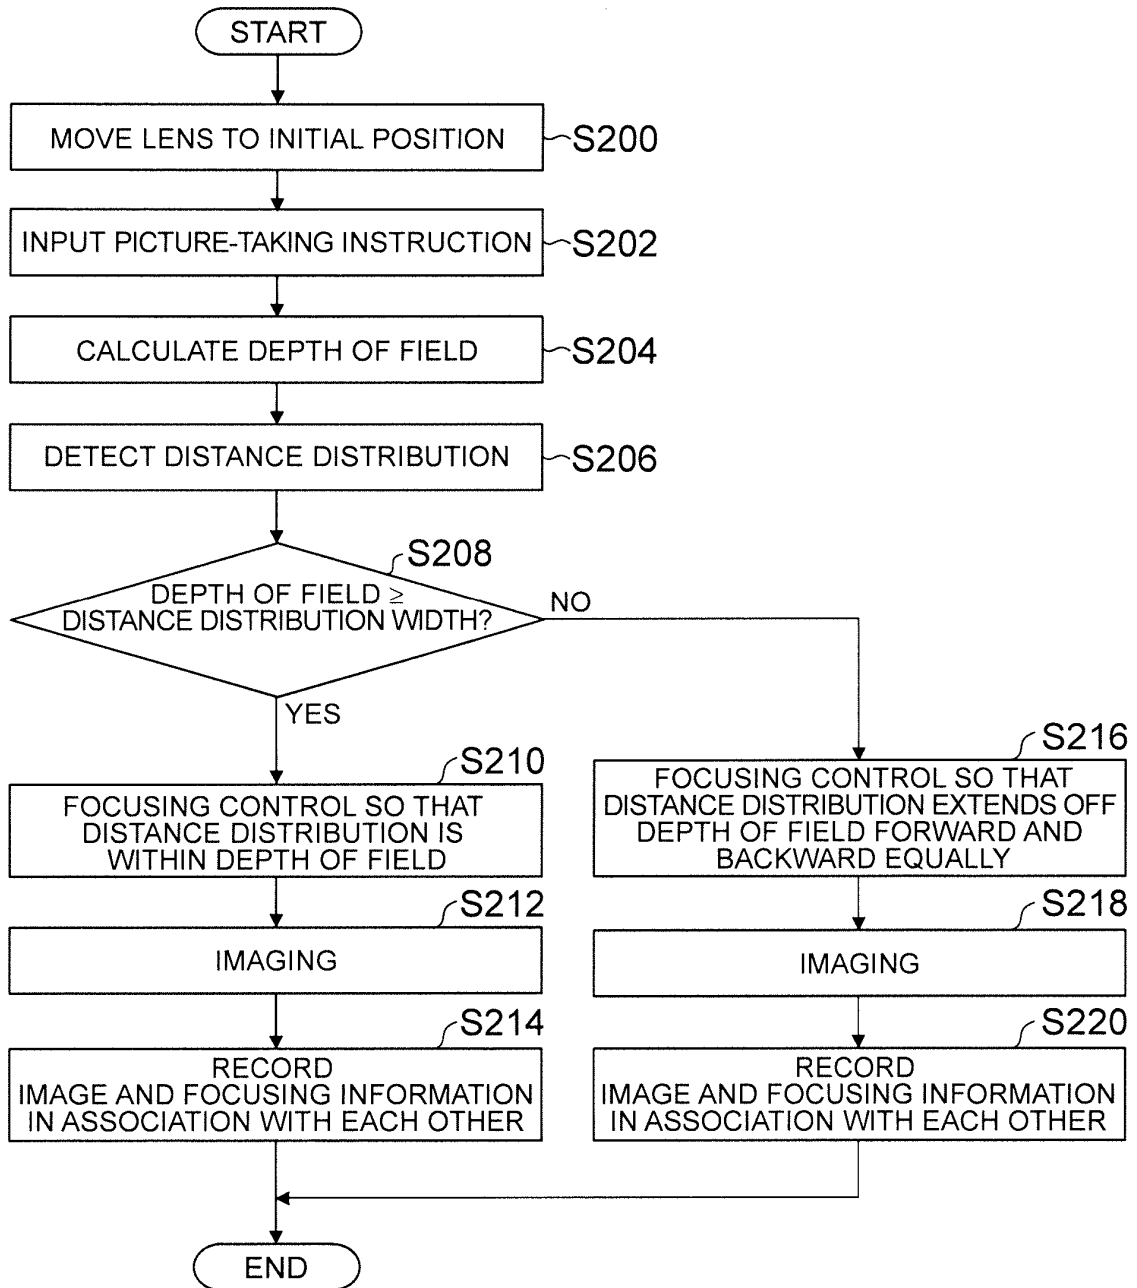 START
MOVE LENS TO INITIAL POSITION
S200
INPUT PICTURE-TAKING INSTRUCTION
S202
CALCULATE DEPTH OF FIELD
S204
DETECT DISTANCE DISTRIBUTION
S206
S208
DEPTH OF FIELD ≥
DISTANCE DISTRIBUTION WIDTH?
NO
YES
S210
FOCUSING CONTROL SO THAT
DISTANCE DISTRIBUTION IS
WITHIN DEPTH OF FIELD
S212
IMAGING
S214
RECORD
IMAGE AND FOCUSING INFORMATION
IN ASSOCIATION WITH EACH OTHER
S216
FOCUSING CONTROL SO THAT
DISTANCE DISTRIBUTION EXTENDS OFF
DEPTH OF FIELD FORWARD AND
BACKWARD EQUALLY
S218
IMAGING
S220
RECORD
IMAGE AND FOCUSING INFORMATION
IN ASSOCIATION WITH EACH OTHER
END